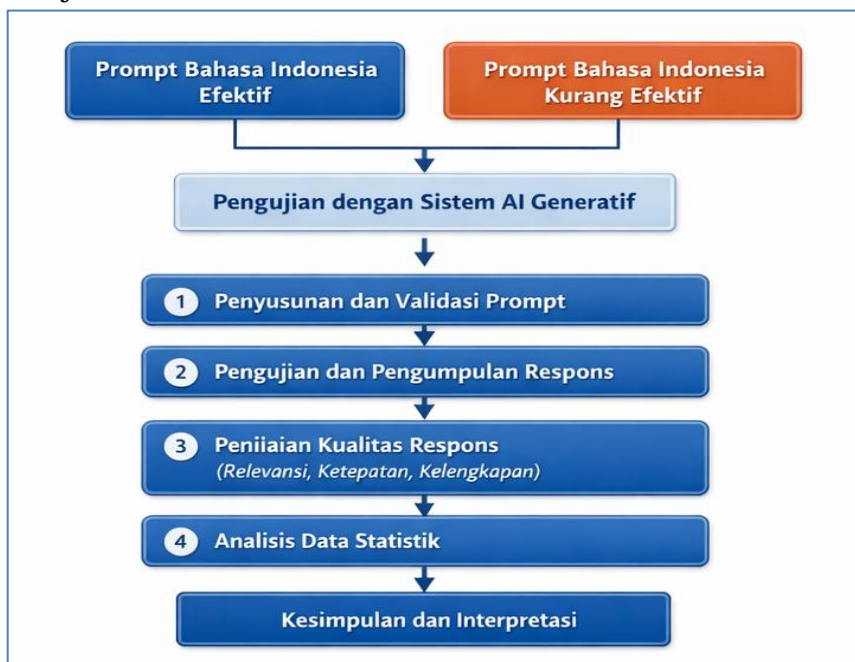 Prompt Bahasa Indonesia
Efektif
Prompt Bahasa Indonesia
Kurang Efektif
Pengujian dengan Sistem AI Generatif
1 Penyusunan dan Validasi Prompt
2 Pengujian dan Pengumpulan Respons
3 Peniiaian Kualitas Respons
(Relevansi, Ketepatan, Kelengkapan)
4 Analisis Data Statistik
Kesimpulan dan Interpretasi